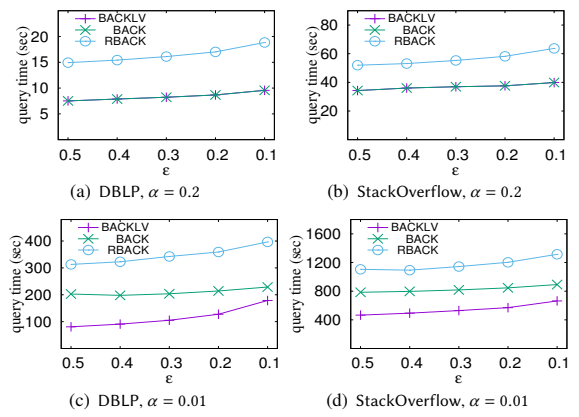 BACKLV
BACK
RBACK
query time (sec)
20
15
10
5
0.5 0.4 0.3 0.2 0.1
ε
(a) DBLP, α = 0.2
BACKLV
BACK
RBACK
query time (sec)
80
60
40
20
0.5 0.4 0.3 0.2 0.1
ε
(b) StackOverflow, α = 0.2
BACKLV
BACK
RBACK
query time (sec)
400
300
200
100
0.5 0.4 0.3 0.2 0.1
ε
(c) DBLP, α = 0.01
BACKLV
BACK
RBACK
query time (sec)
1600
1200
800
400
0.5 0.4 0.3 0.2 0.1
ε
(d) StackOverflow, α = 0.01